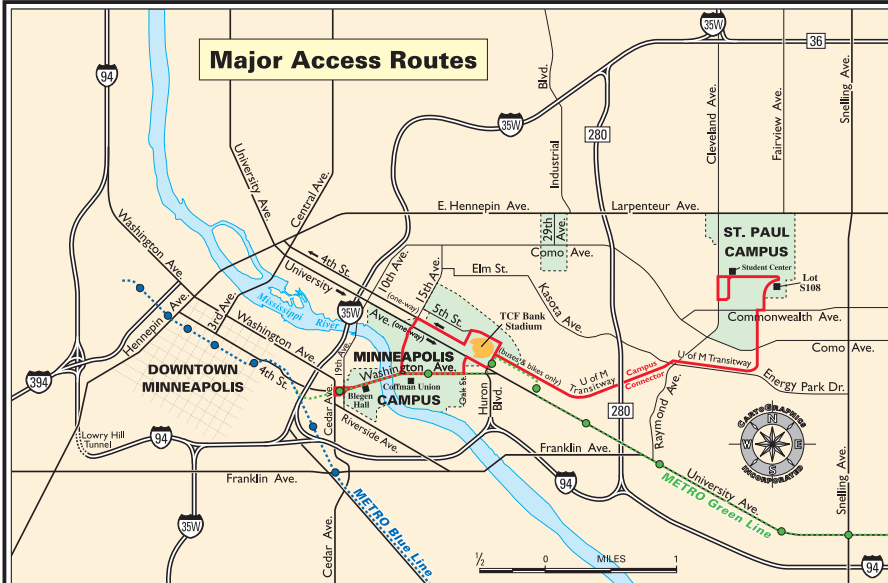 Major Access Routes
94
35W
36
35W
280
Blvd.
Industrial
Cleveland Ave.
Fairview Ave.
Snelling Ave.
University Ave.
Central Ave.
Washington Ave.
E. Hennepin Ave.
Larpenteur Ave.
29th
Ave.
Como Ave.
ST. PAUL
CAMPUS
Student Center
Lot
S108
4th St.
University
Ave. (one-way)
(one-way)
10th Ave.
15th Ave.
Elm St.
Kasota Ave.
5th St.
TCF Bank
Stadium
Commonwealth Ave.
Como Ave.
Hennepin Ave.
3rd Ave.
Mississippi
River
35W
Washington Ave.
4th St.
DOWNTOWN
MINNEAPOLIS
394
MINNEAPOLIS
CAMPUS
Washington Ave.
Coffman Union
Blegen
Hall
19th Ave.
Cedar Ave.
Riverside Ave.
Oak St.
Huron
Blvd.
(buses & bikes only)
U of M
Transitway
Campus
Connector
U of M Transitway
Energy Park Dr.
280
Raymond Ave.
CARTOGRAPHICS
INCORPORATED
N
E
S
W
Lowry Hill
Tunnel
94
Franklin Ave.
Franklin Ave.
94
35W
Cedar Ave.
METRO Blue Line
University Ave.
METRO Green Line
Snelling Ave.
94
½ 0 MILES 1